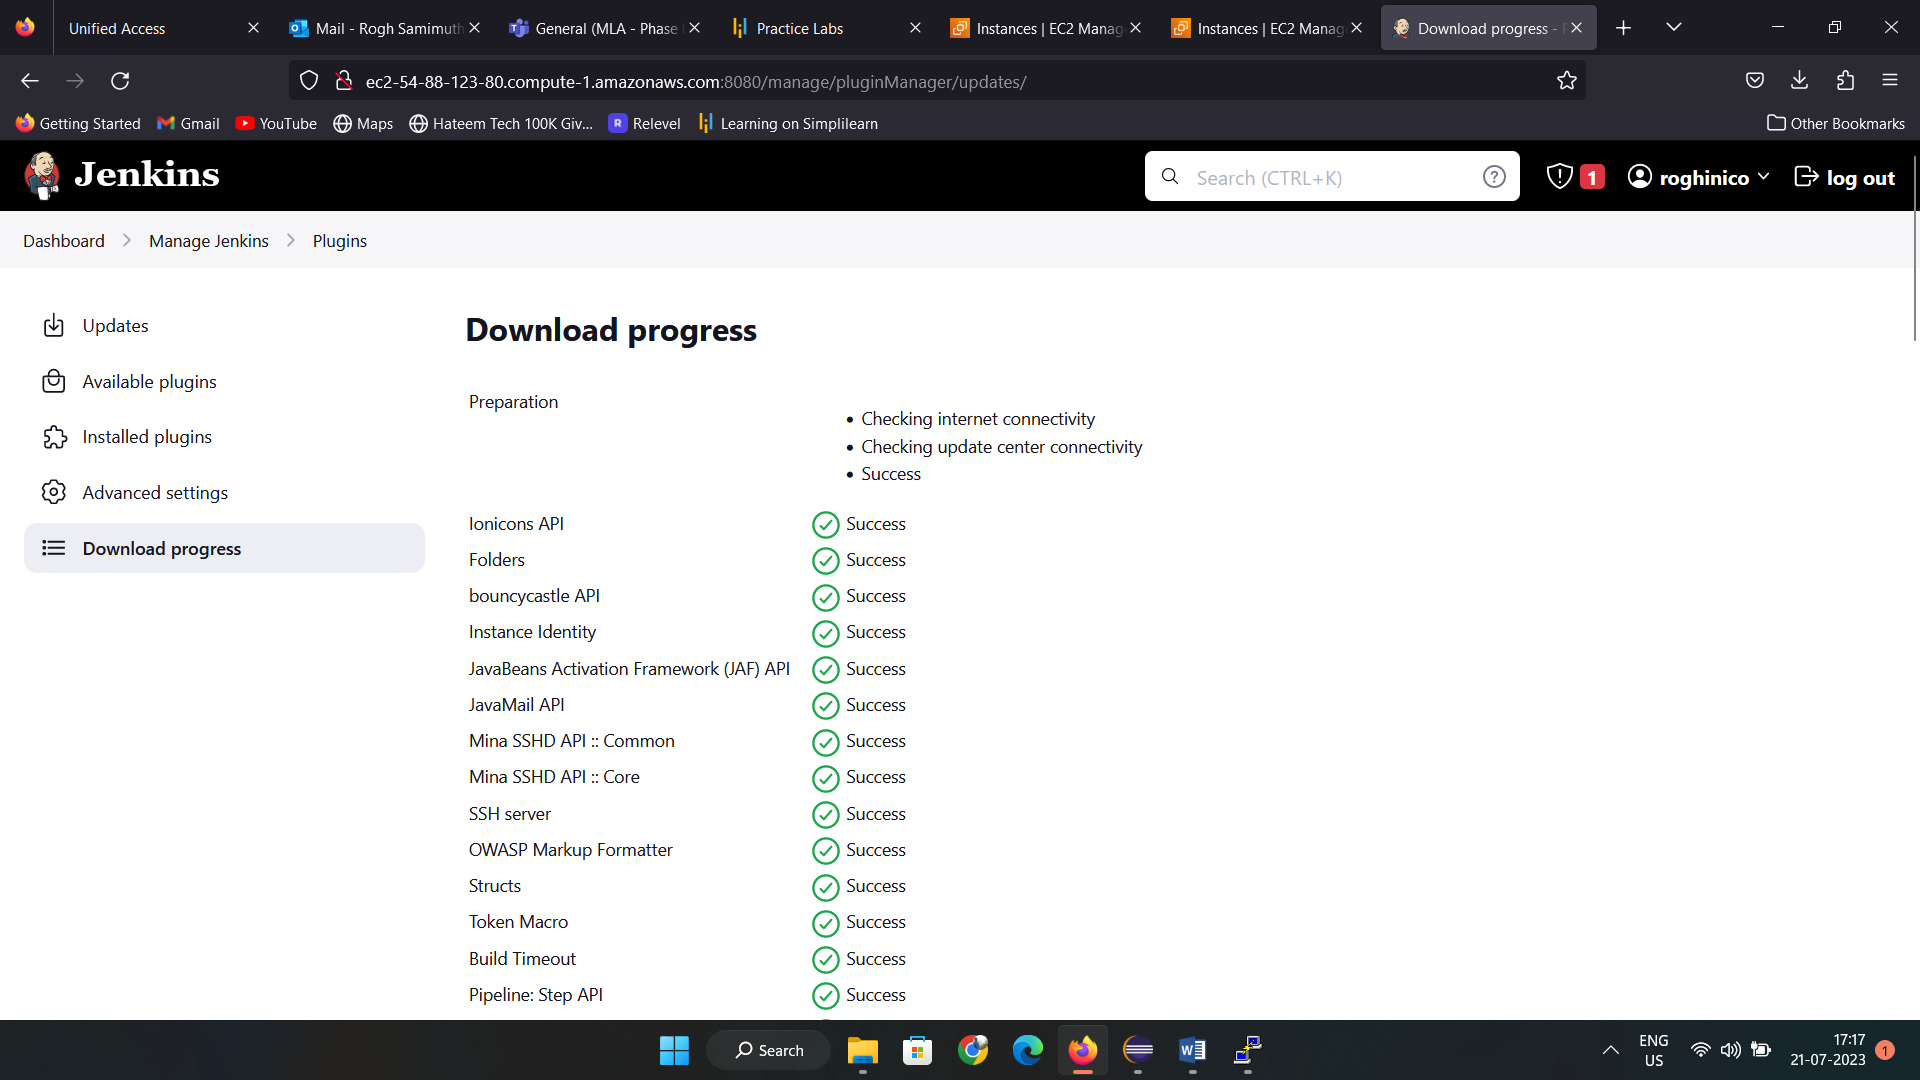 Unified Access
Mail - Rogh Samimuth
General (MLA - Phase
Practice Labs
Instances | EC2 Manag
Instances | EC2 Manag
Download progress -
ec2-54-88-123-80.compute-1.amazonaws.com:8080/manage/pluginManager/updates/
Getting Started
Gmail
YouTube
Maps
Hateem Tech 100K Giv...
R
Relevel
Learning on Simplilearn
Other Bookmarks
Jenkins
Search (CTRL+K)
?
1
roghinico
log out
Dashboard
Manage Jenkins
Plugins
Updates
Available plugins
Installed plugins
Advanced settings
Download progress
Download progress
Preparation
• Checking internet connectivity
• Checking update center connectivity
• Success
Ionicons API Success
Folders Success
bouncycastle API Success
Instance Identity Success
JavaBeans Activation Framework (JAF) API Success
JavaMail API Success
Mina SSHD API :: Common Success
Mina SSHD API :: Core Success
SSH server Success
OWASP Markup Formatter Success
Structs Success
Token Macro Success
Build Timeout Success
Pipeline: Step API Success
Search
ENG
US
17:17
21-07-2023
1